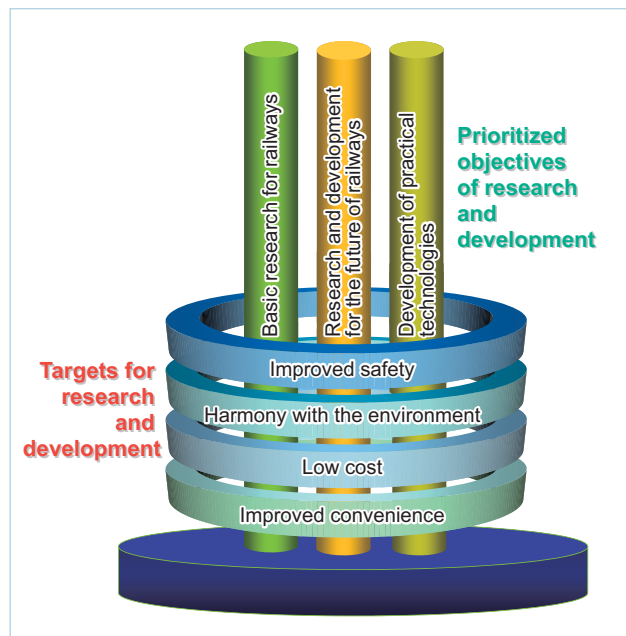 Basic research for railways
Research and development
for the future of railways
Development of practical
technologies
Prioritized
objectives
of research
and
development
Targets for
research
and
development
Improved safety
Harmony with the environment
Low cost
Improved convenience